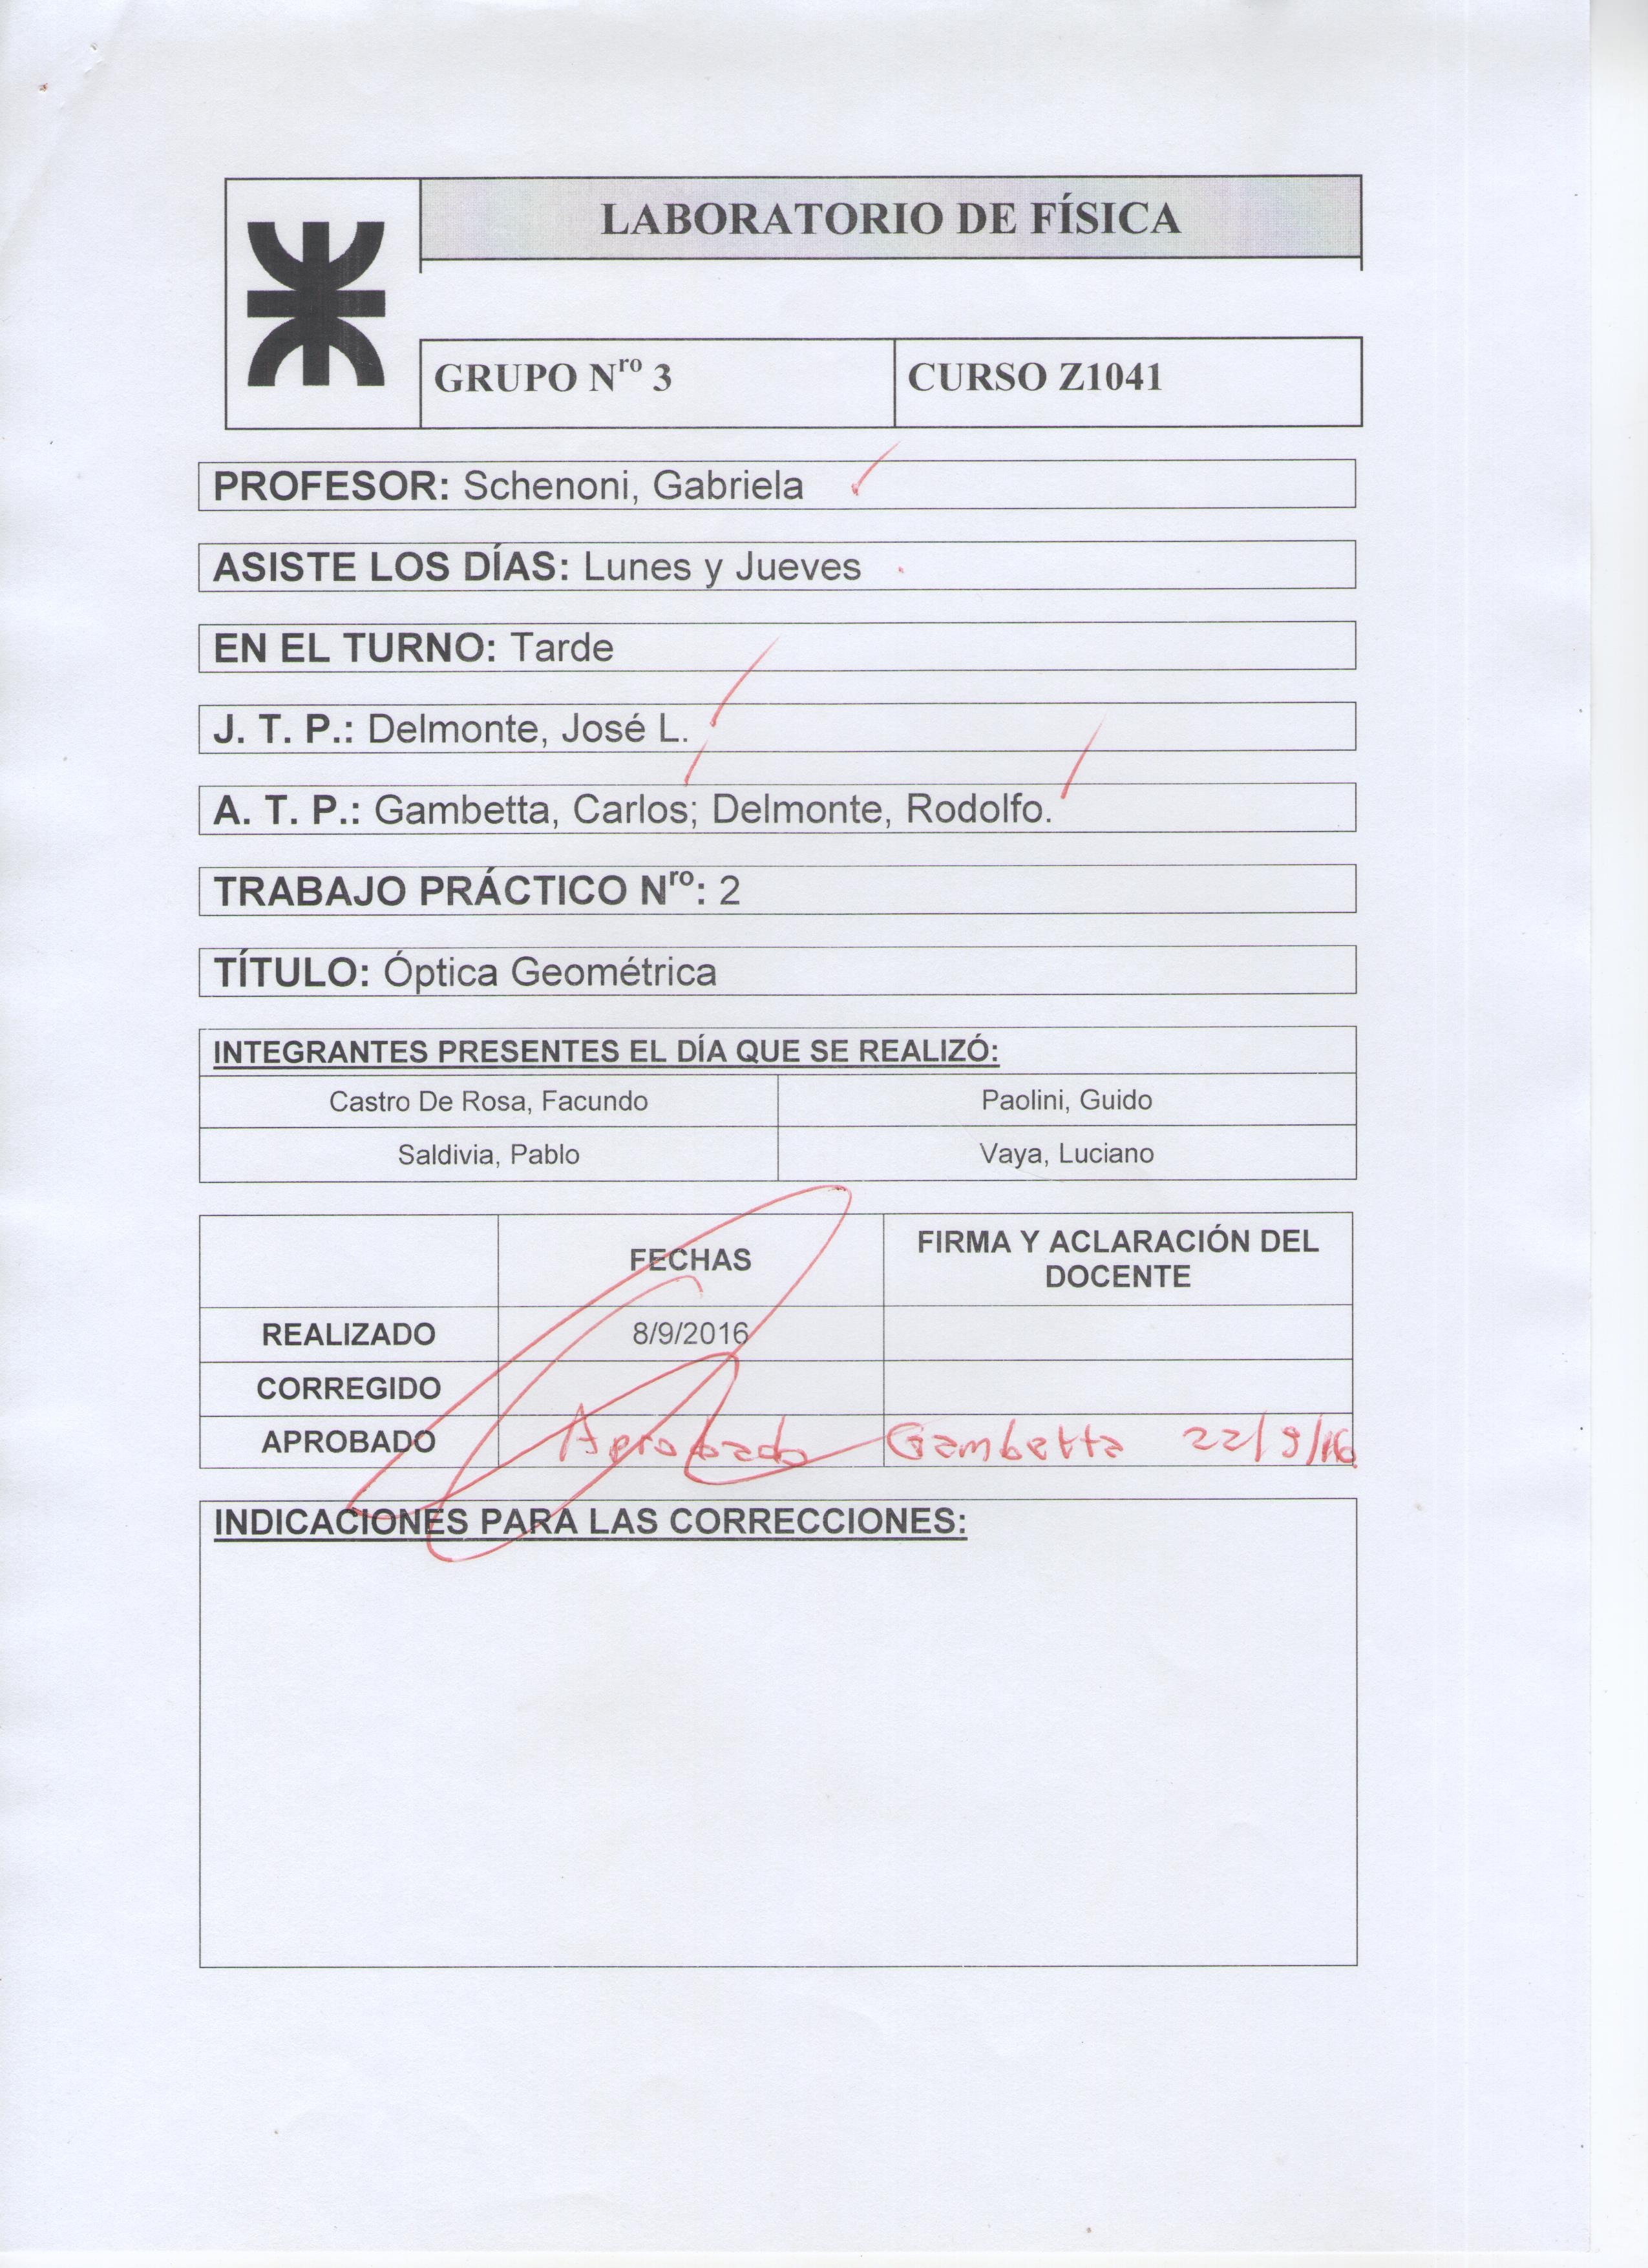 LABORATORIO DE FÍSICA
GRUPO Nro 3
CURSO Z1041
PROFESOR: Schenoni, Gabriela
ASISTE LOS DÍAS: Lunes y Jueves
EN EL TURNO: Tarde
J. T. P.: Delmonte, José L.
A. T. P.: Gambetta, Carlos; Delmonte, Rodolfo.
TRABAJO PRÁCTICO Nro: 2
TÍTULO: Óptica Geométrica
INTEGRANTES PRESENTES EL DÍA QUE SE REALIZÓ:
Castro De Rosa, Facundo
Paolini, Guido
Saldivia, Pablo
Vaya, Luciano
FECHAS
FIRMA Y ACLARACIÓN DEL
DOCENTE
REALIZADO
8/9/2016
CORREGIDO
APROBADO
Aprobado
Gambetta 22/9/16
INDICACIONES PARA LAS CORRECCIONES: